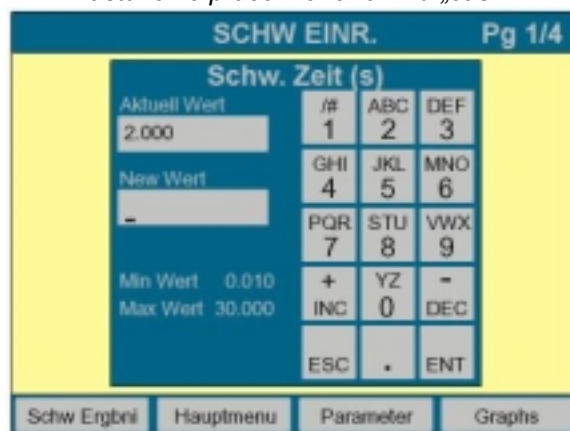 SCHW EINR. Pg 1/4
Schw. Zeit (s)
Aktuell Wert
2.000
New Wert
_
Min Wert 0.010
Max Wert 30.000
/# ABC DEF
1 2 3
GHI JKL MNO
4 5 6
PQR STU VWX
7 8 9
+ YZ -
INC 0 DEC
ESC . ENT
Schw Ergbni Hauptmenu Parameter Graphs